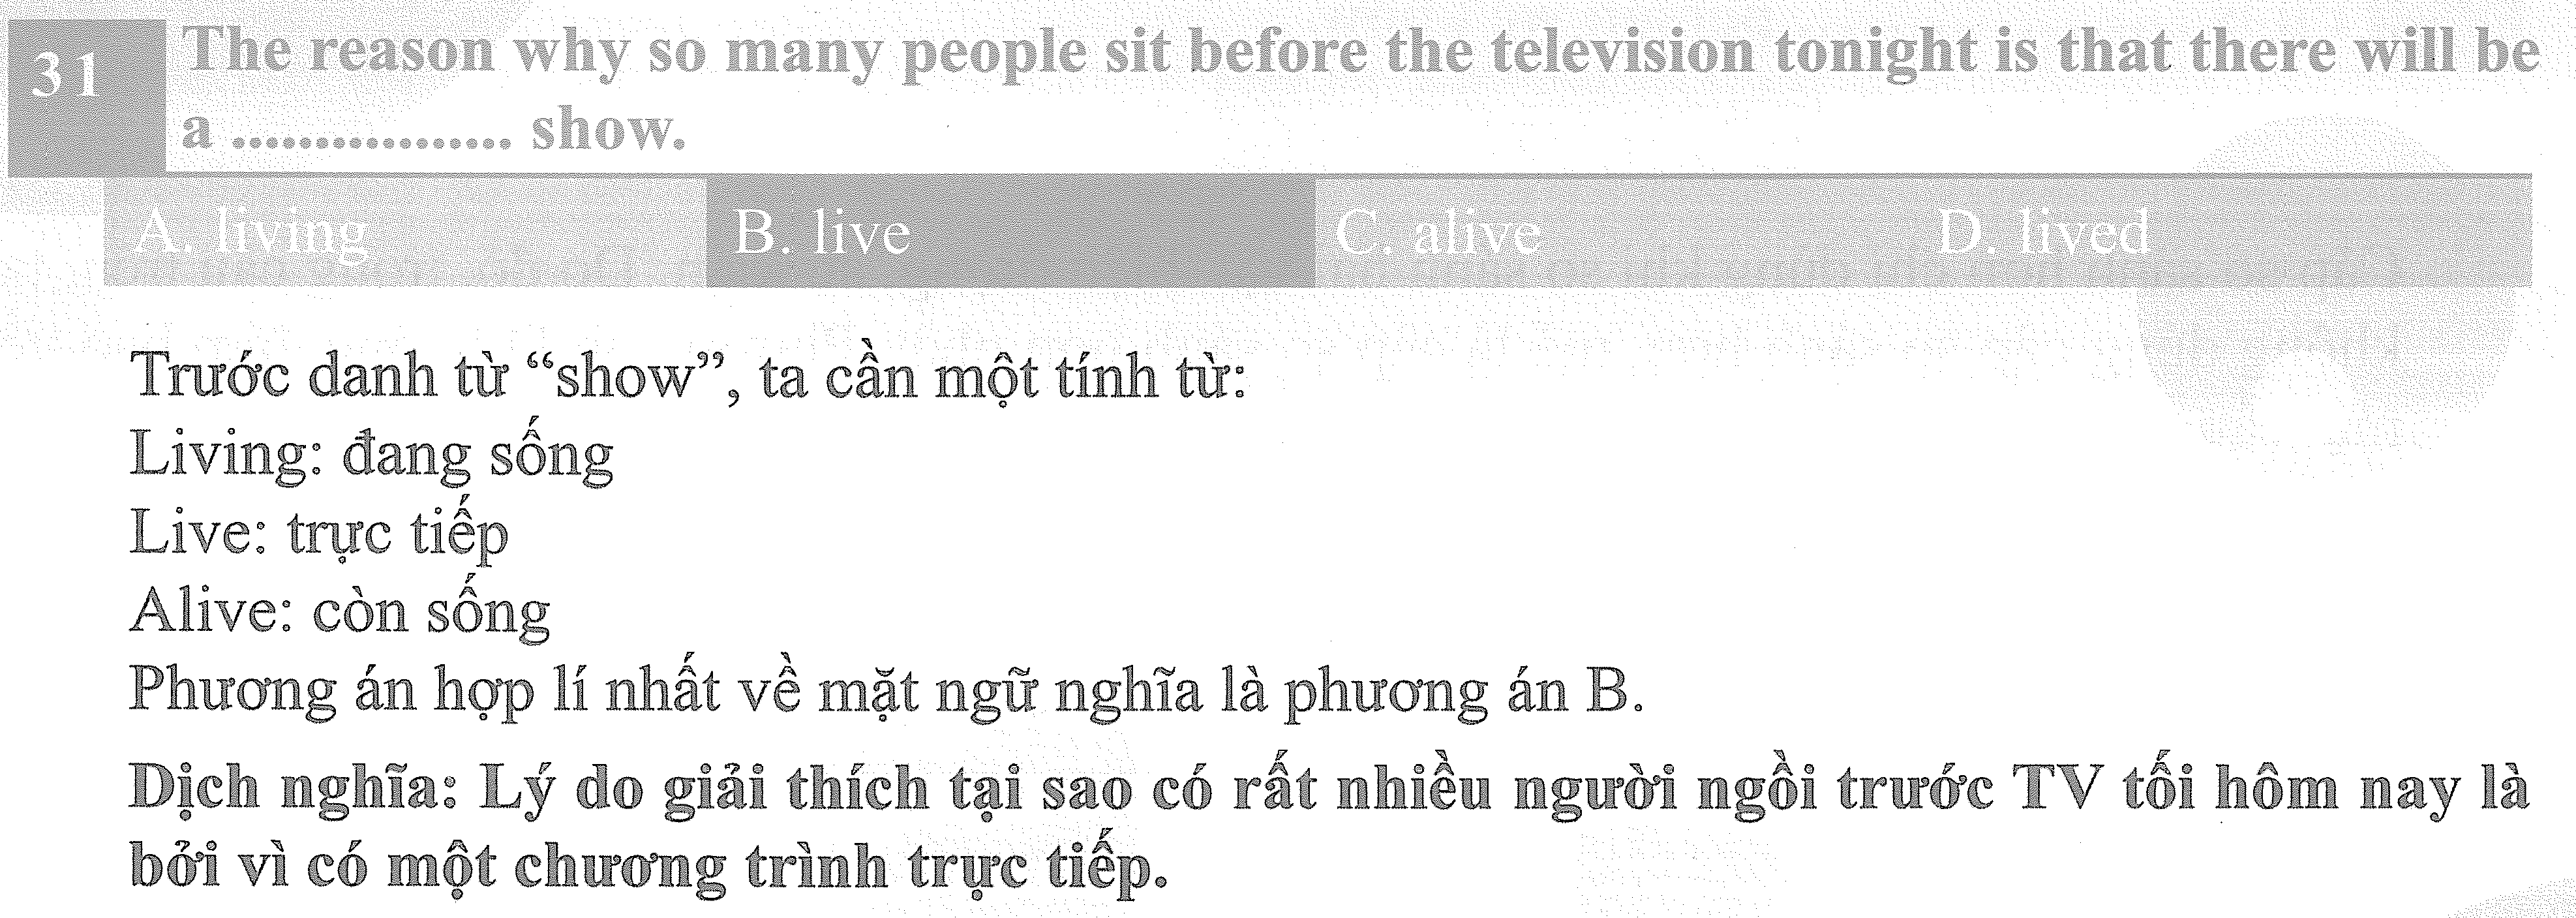 31 The reason why so many people sit before the television tonight is that there will be
a ................. show.
A. living B. live C. alive D. lived
Trước danh từ “show”, ta cần một tính từ:
Living: đang sống
Live: trực tiếp
Alive: còn sống
Phương án hợp lí nhất về mặt ngữ nghĩa là phương án B.
Dịch nghĩa: Lý do giải thích tại sao có rất nhiều người ngồi trước TV tối hôm nay là
bởi vì có một chương trình trực tiếp.